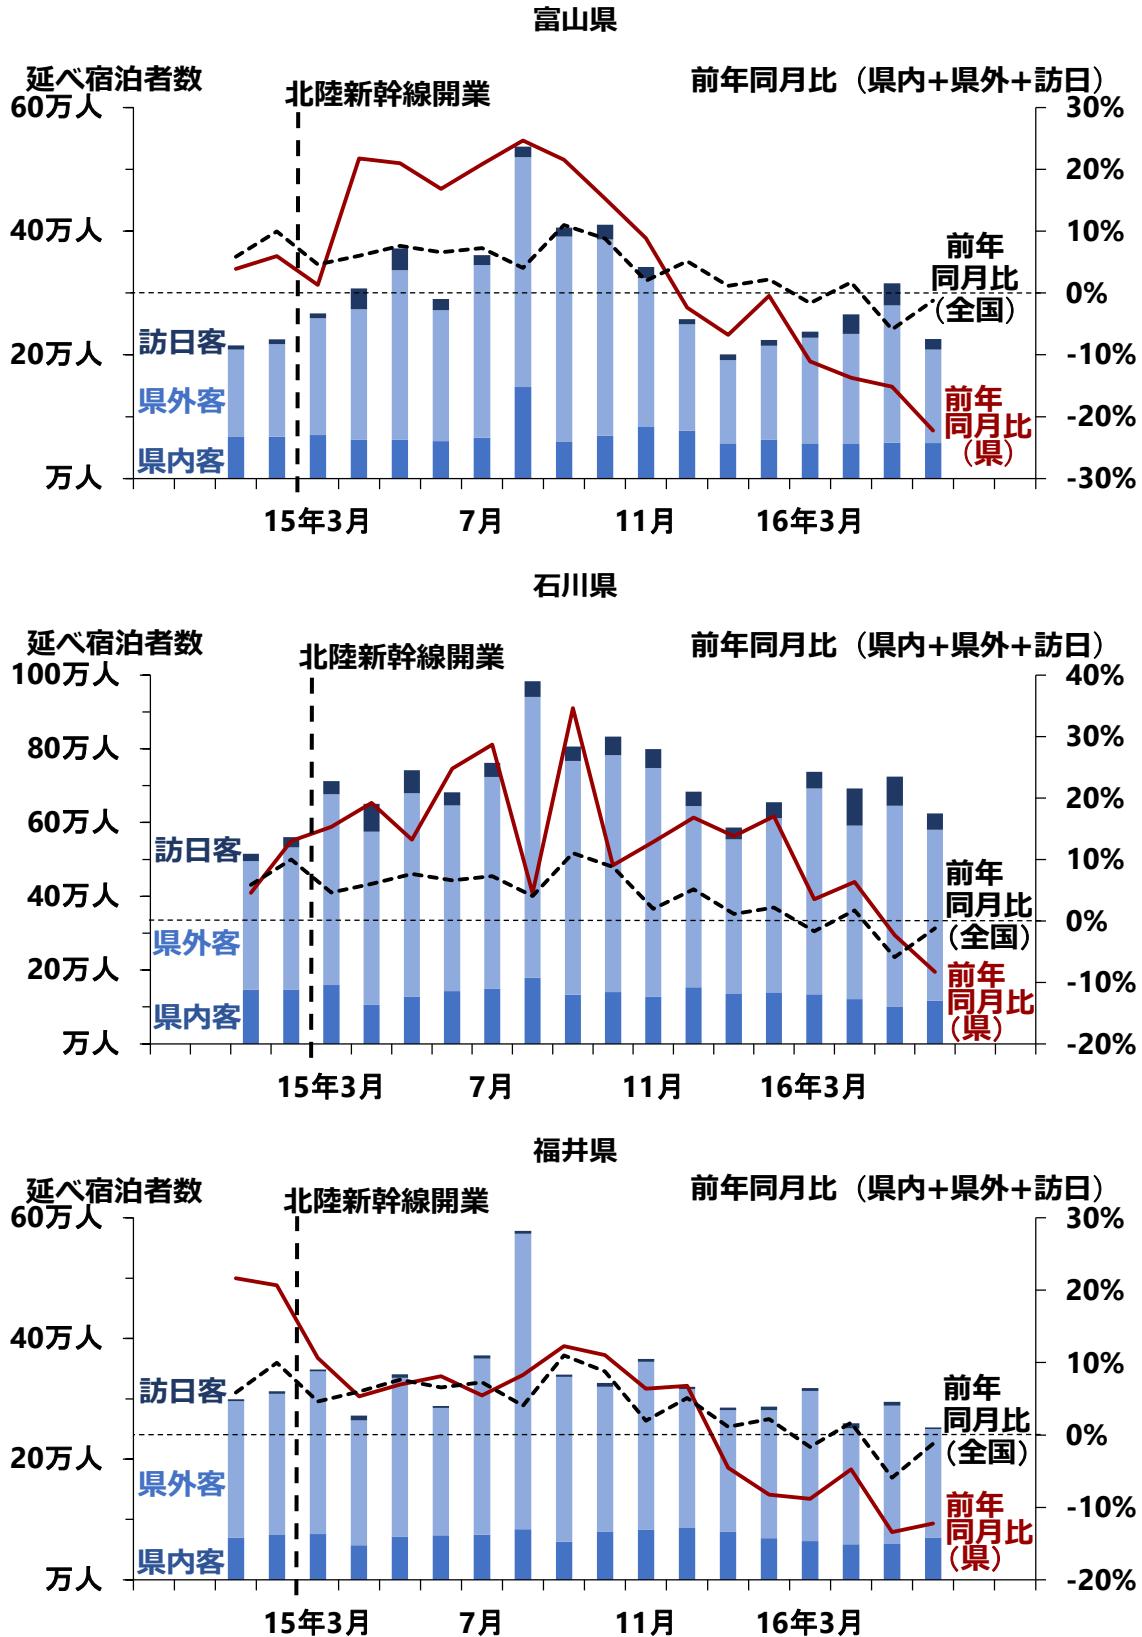 富山県
延べ宿泊者数
前年同月比（県内+県外+訪日）
北陸新幹線開業
60万人
30%
20%
40万人
10%
前年
同月比
（全国）
0%
訪日客
20万人
-10%
県外客
前年
同月比
（県）
-20%
県内客
万人
-30%
15年3月
7月
11月
16年3月
石川県
延べ宿泊者数
前年同月比（県内+県外+訪日）
北陸新幹線開業
100万人
40%
80万人
30%
60万人
20%
訪日客
10%
前年
同月比
（全国）
40万人
0%
県外客
20万人
前年
同月比
（県）
-10%
県内客
万人
-20%
15年3月
7月
11月
16年3月
福井県
延べ宿泊者数
前年同月比（県内+県外+訪日）
北陸新幹線開業
60万人
30%
20%
40万人
10%
訪日客
前年
同月比
（全国）
0%
20万人
県外客
前年
同月比
（県）
-10%
県内客
万人
-20%
15年3月
7月
11月
16年3月